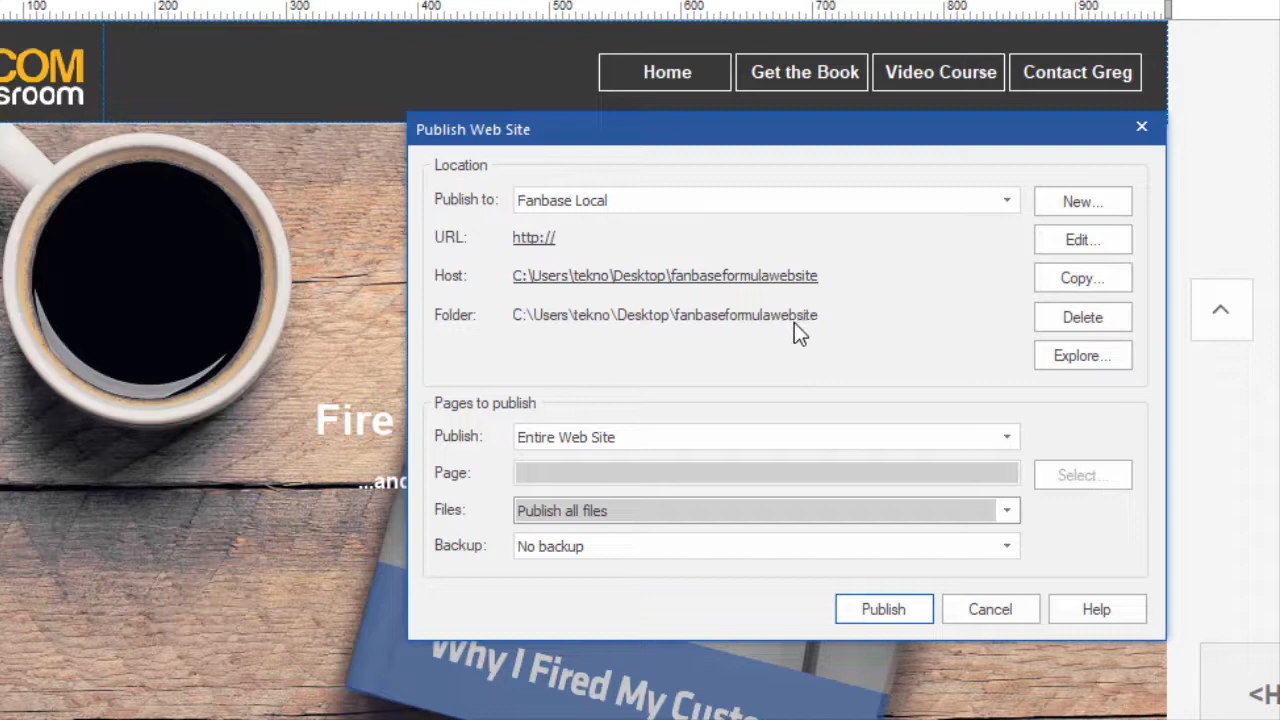 100 200 300 400 500 600 700 800 900
COM
sroom
Home Get the Book Video Course Contact Greg
Publish Web Site
Location
Publish to: Fanbase Local New...
URL: http:// Edit...
Host: C:\Users\tekno\Desktop\fanbaseformulawebsite Copy...
Folder: C:\Users\tekno\Desktop\fanbaseformulawebsite Delete
Explore...
Fire
...and
Pages to publish
Publish: Entire Web Site
Page: Select...
Files: Publish all files
Backup: No backup
Publish Cancel Help
Why I Fired My Custo
<H